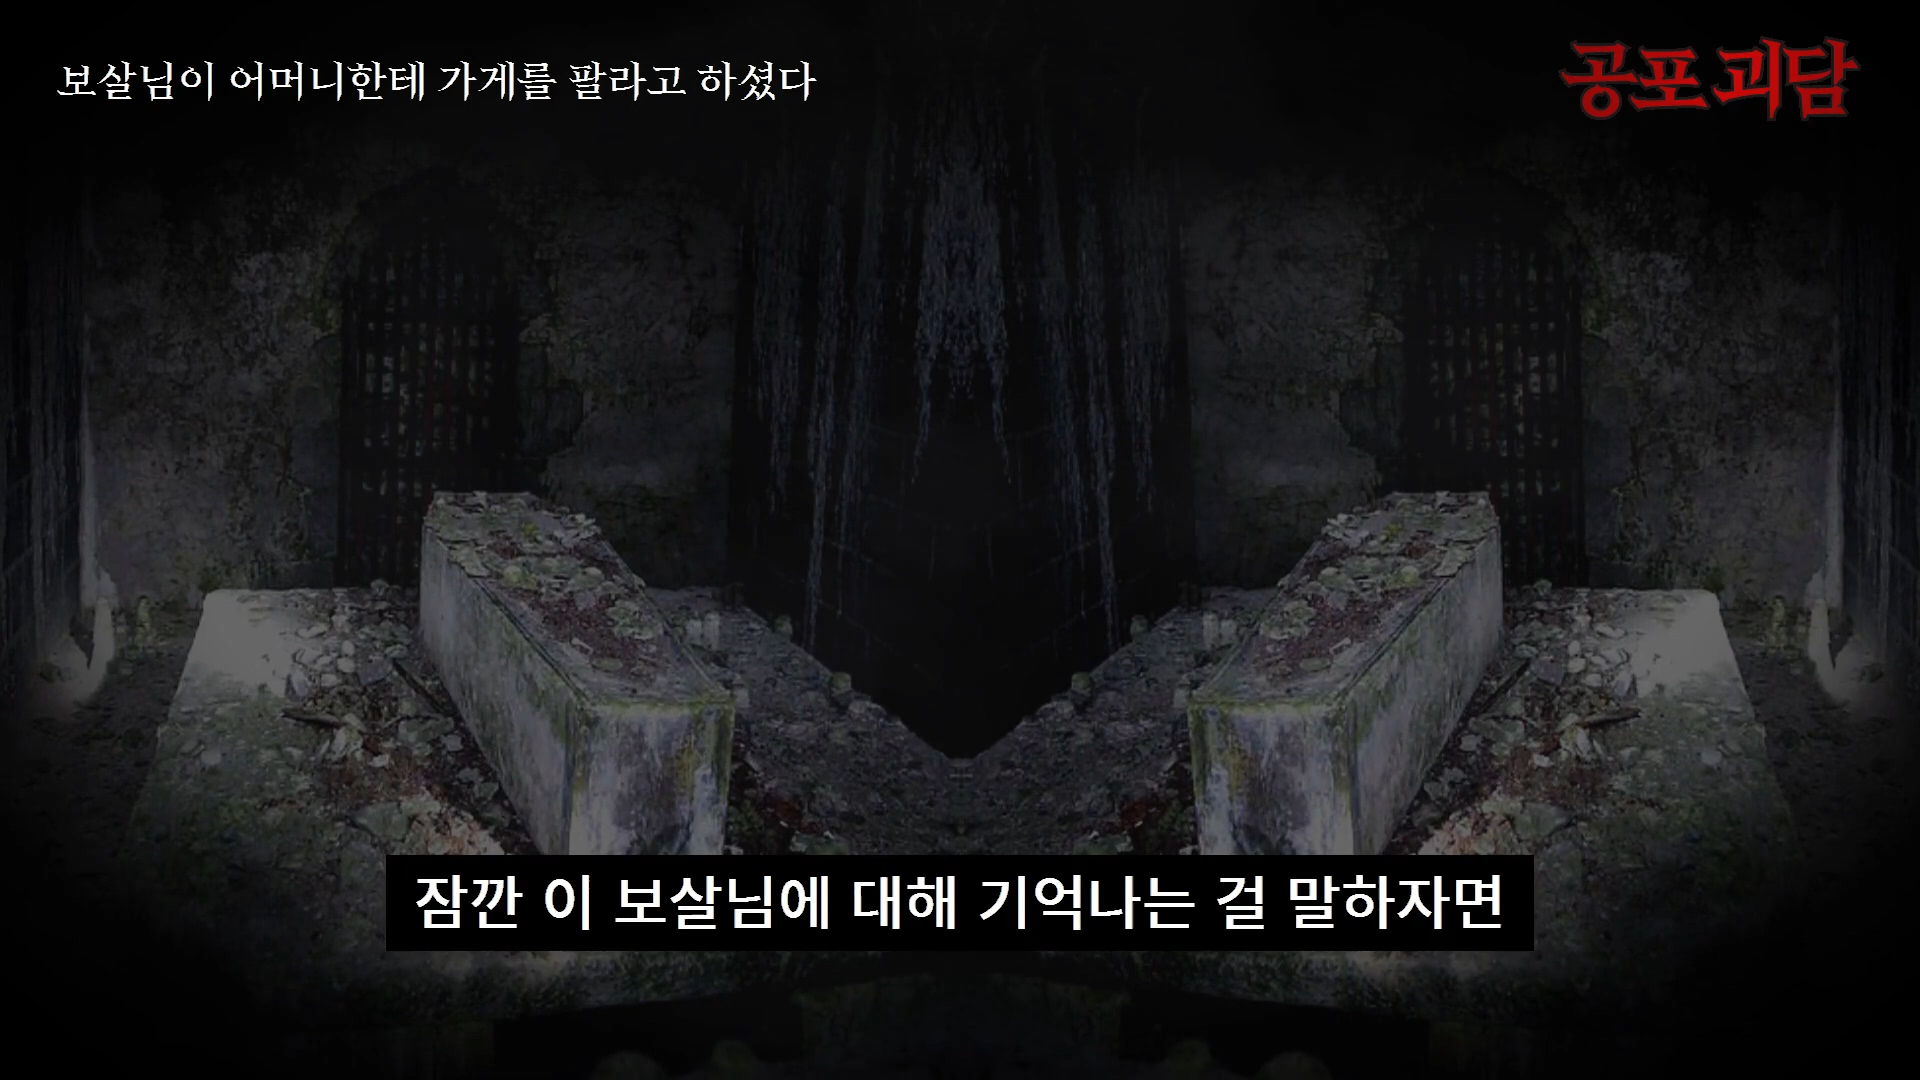 보살님이 어머니한테 가게를 팔라고 하셨다
공포 괴담
잠깐 이 보살님에 대해 기억나는 걸 말하자면